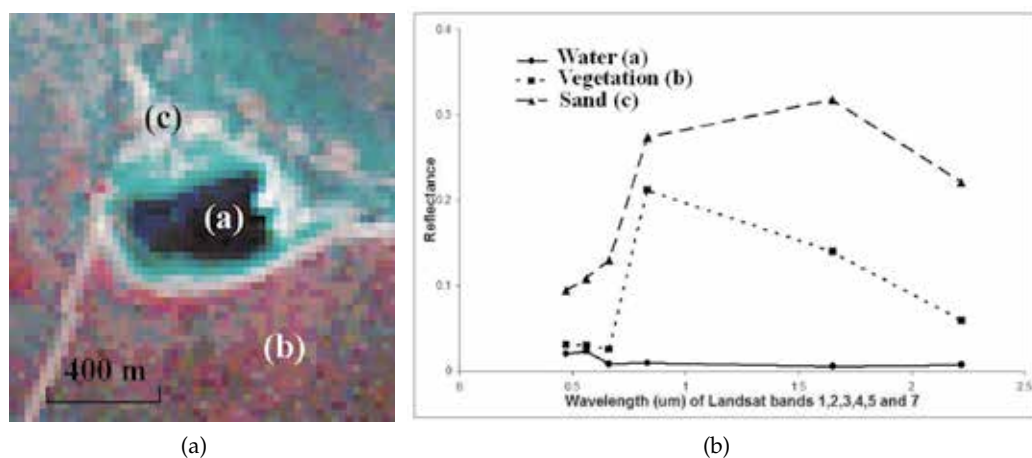 (c)
(a)
(b)
400 m
(a)
0.4
0.3
0.2
0.1
0
Reflectance
Water (a)
Vegetation (b)
Sand (c)
0 0.5 1 1.5 2 2.5
Wavelength (um) of Landsat bands 1,2,3,4,5 and 7
(b)